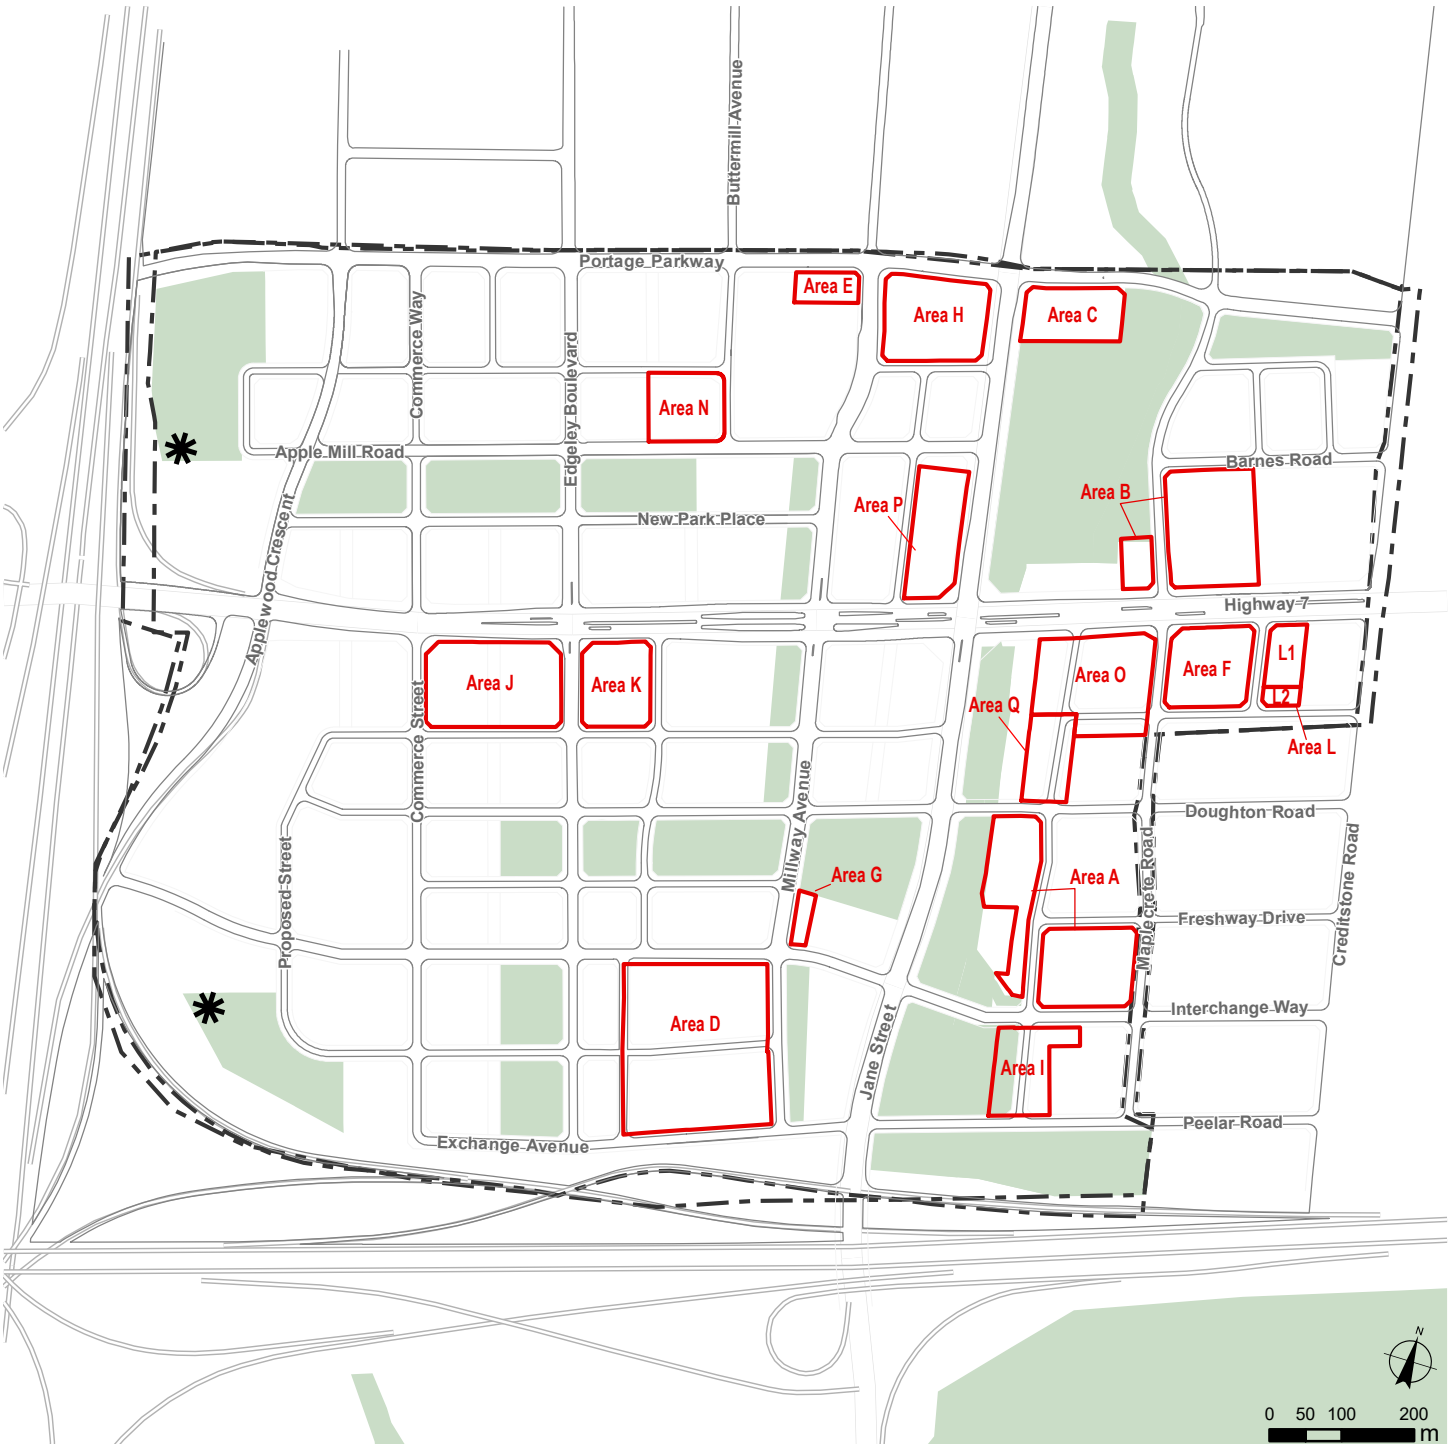 Buttermill Avenue
Portage Parkway
Area E
Area H
Area C
Commerce Way
Edgeley Boulevard
Area N
Apple Mill Road
Barnes Road
Area B
Area P
New Park Place
Applewood Crescent
Highway 7
Area J
Area K
Area O
Area F
L1
L2
Area Q
Area L
Commerce Street
Millway Avenue
Doughton Road
Proposed Street
Area G
Area A
Maplecrete Road
Creditstone Road
Freshway Drive
Interchange Way
Area D
Jane Street
Area I
Peelar Road
Exchange Avenue
N
0 50 100 200
m